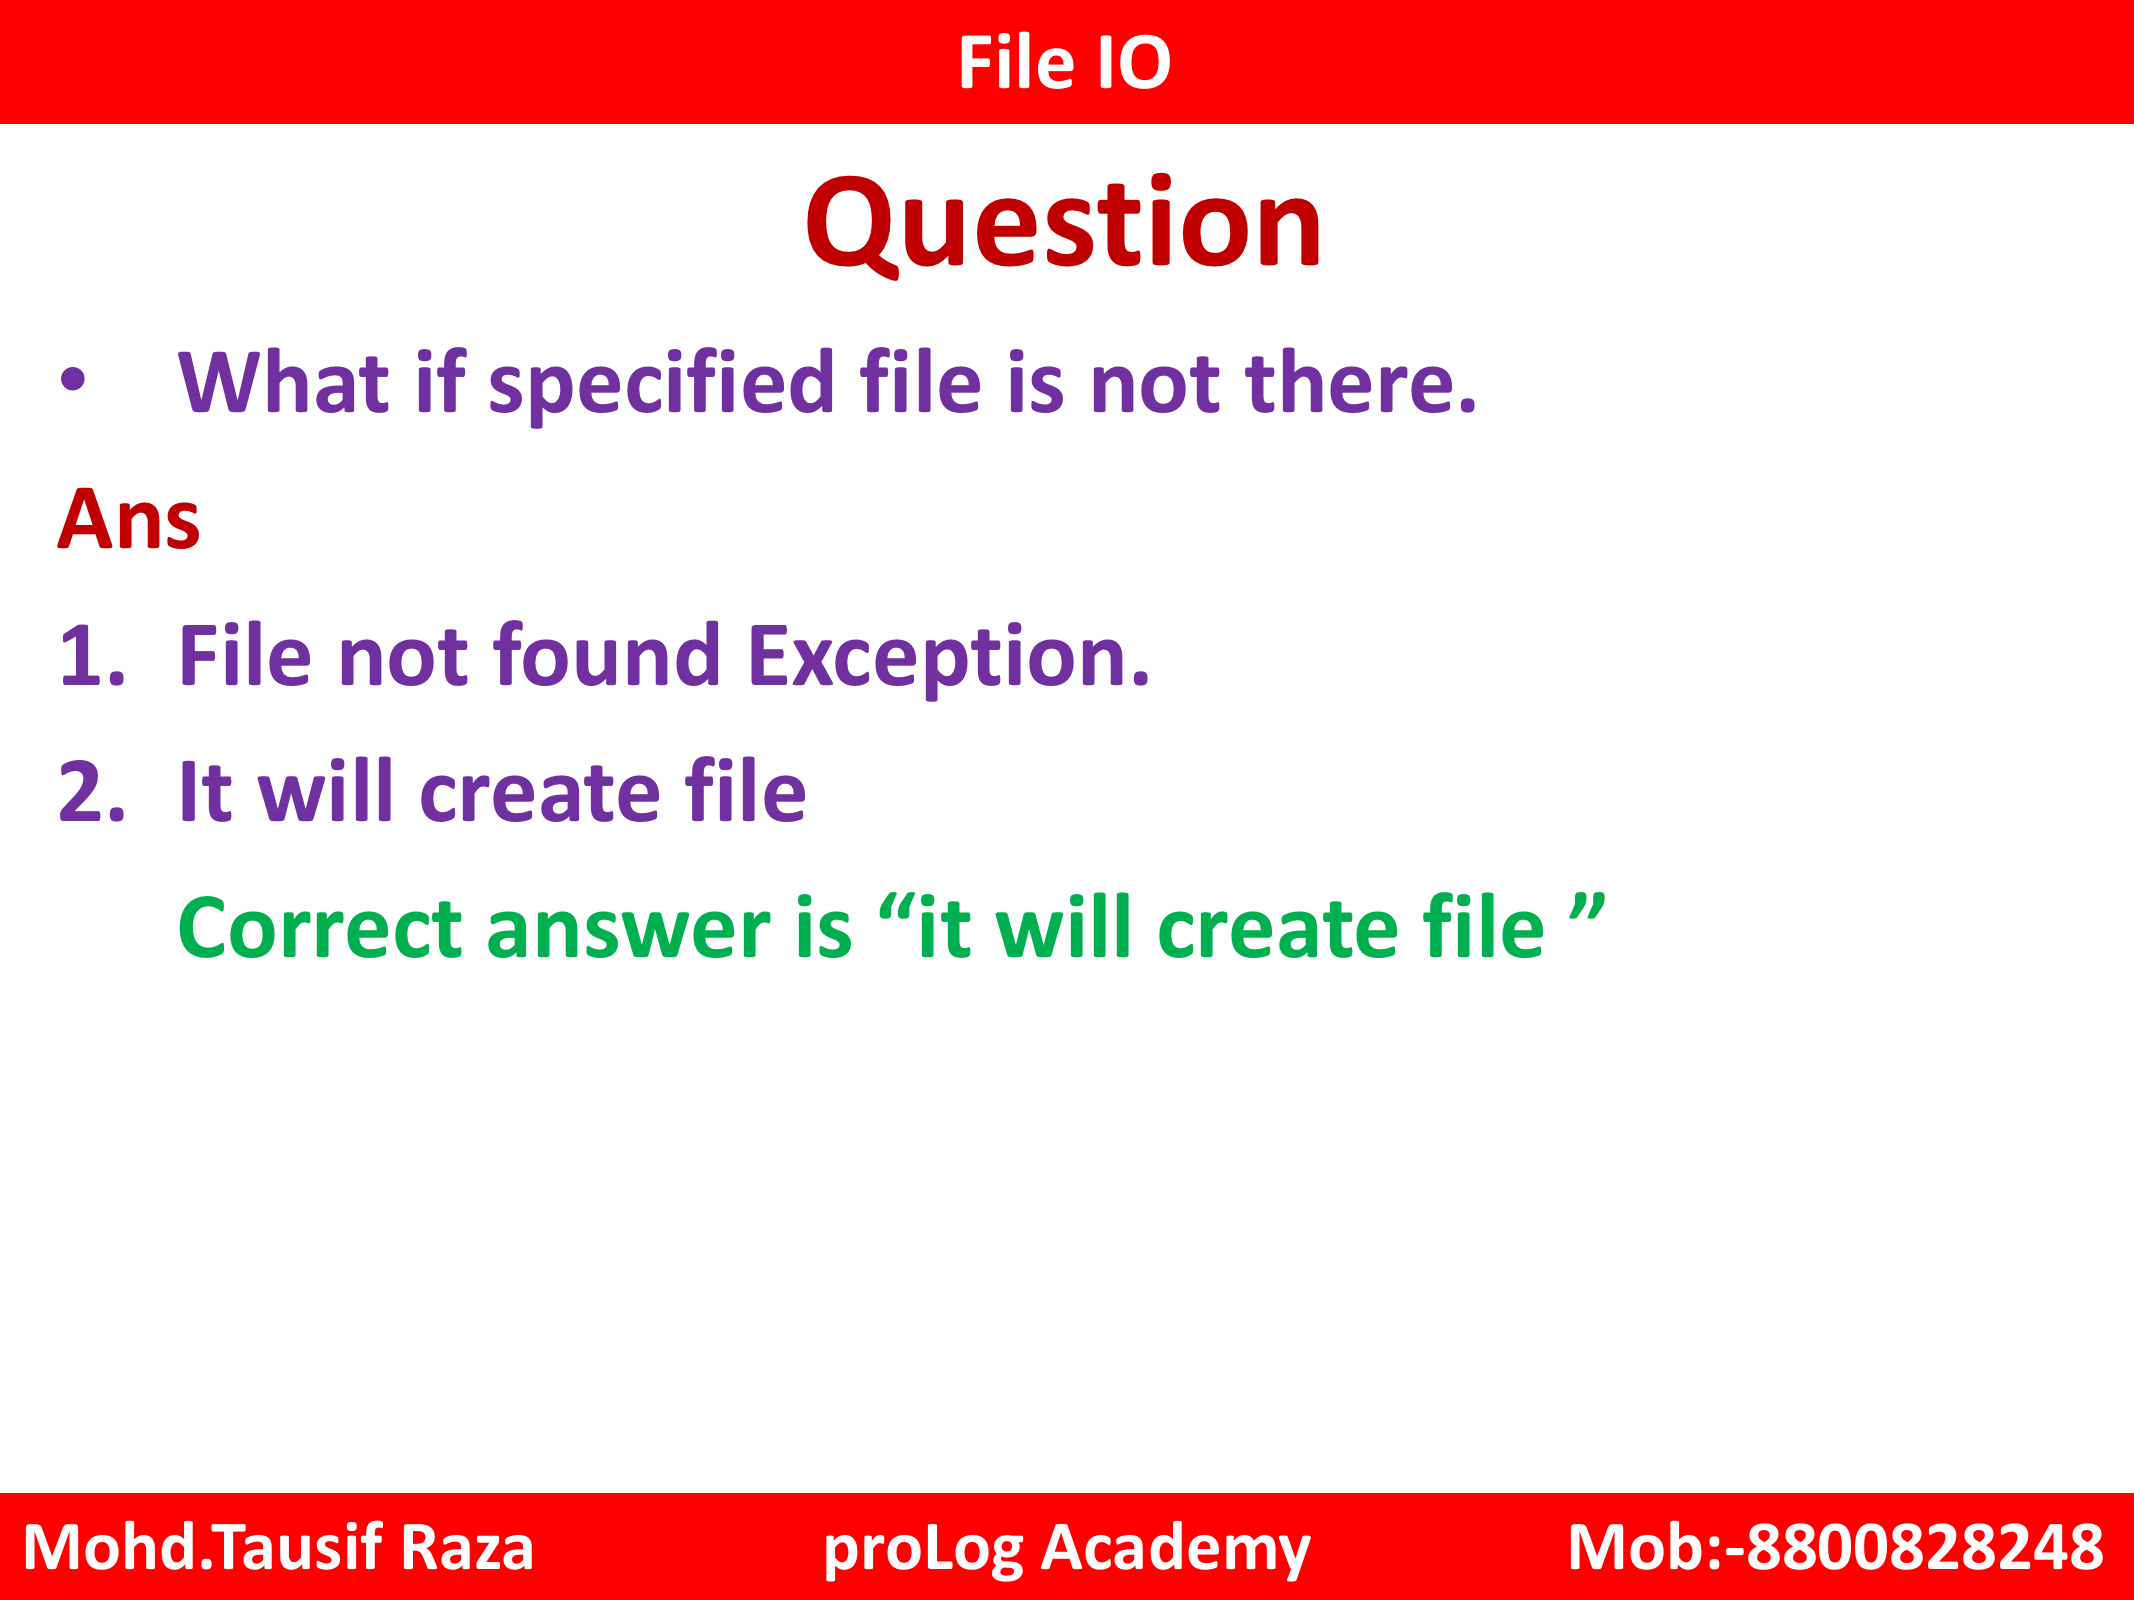 File IO
Question
• What if specified file is not there.
Ans
1. File not found Exception.
2. It will create file
Correct answer is “it will create file ”
Mohd.Tausif Raza proLog Academy Mob:-8800828248